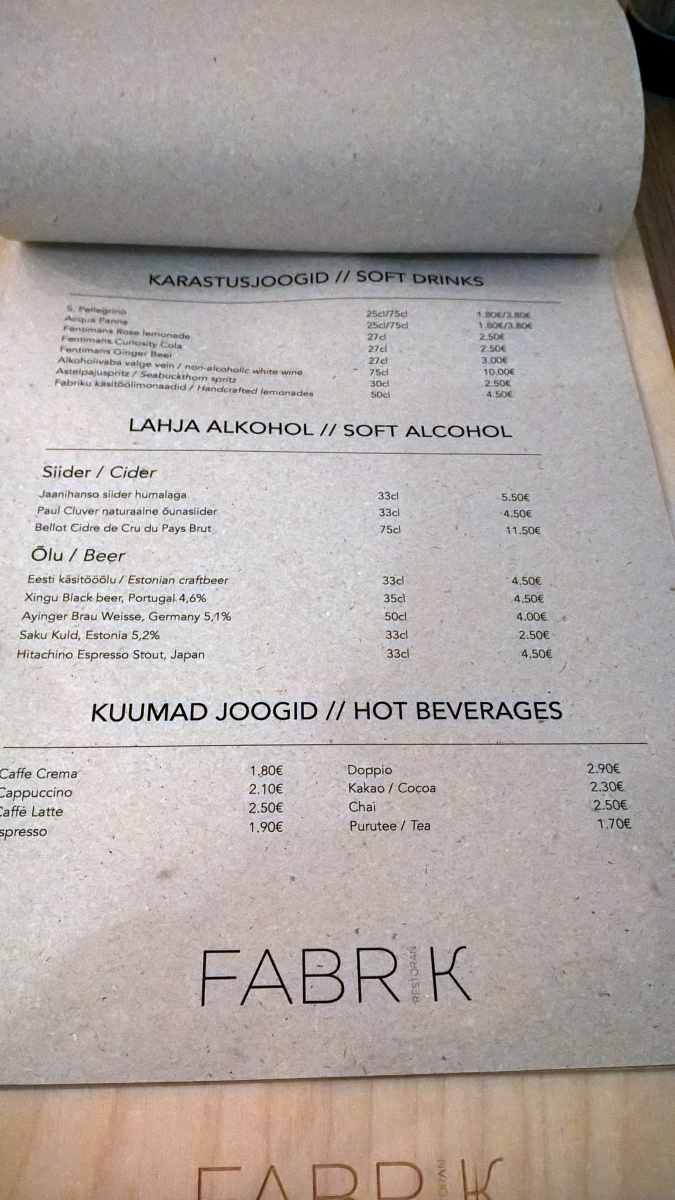 KARASTUSJOOGID // SOFT DRINKS
S. Pellegrino 25cl/75cl 1.80€/3.80€
Acqua Panna 25cl/75cl 1.80€/3.80€
Fentimans Rose lemonade 27cl 2.50€
Fentimans Curiosity Cola 27cl 2.50€
Fentimans Ginger Beer 27cl 3.00€
Alkoholivaba valge vein / non-alcoholic white wine 75cl 10.00€
Astelpajuspritz / Seabuckthorn spritz 30cl 2.50€
Fabriku käsitöölimonaadid / Handcrafted lemonades 50cl 4.50€
LAHJA ALKOHOL // SOFT ALCOHOL
Siider / Cider
Jaanihanso siider humalaga 33cl 5.50€
Paul Cluver naturaalne õunasiider 33cl 4.50€
Bellot Cidre de Cru du Pays Brut 75cl 11.50€
Õlu / Beer
Eesti käsitööõlu / Estonian craftbeer 33cl 4.50€
Xingu Black beer, Portugal 4,6% 35cl 4.50€
Ayinger Brau Weisse, Germany 5,1% 50cl 4.00€
Saku Kuld, Estonia 5,2% 33cl 2.50€
Hitachino Espresso Stout, Japan 33cl 4.50€
KUUMAD JOOGID // HOT BEVERAGES
Caffe Crema 1.80€ Doppio 2.90€
Cappuccino 2.10€ Kakao / Cocoa 2.30€
Caffè Latte 2.50€ Chai 2.50€
spresso 1.90€ Purutee / Tea 1.70€
FABR RESTORAN K
FABR ORAN K